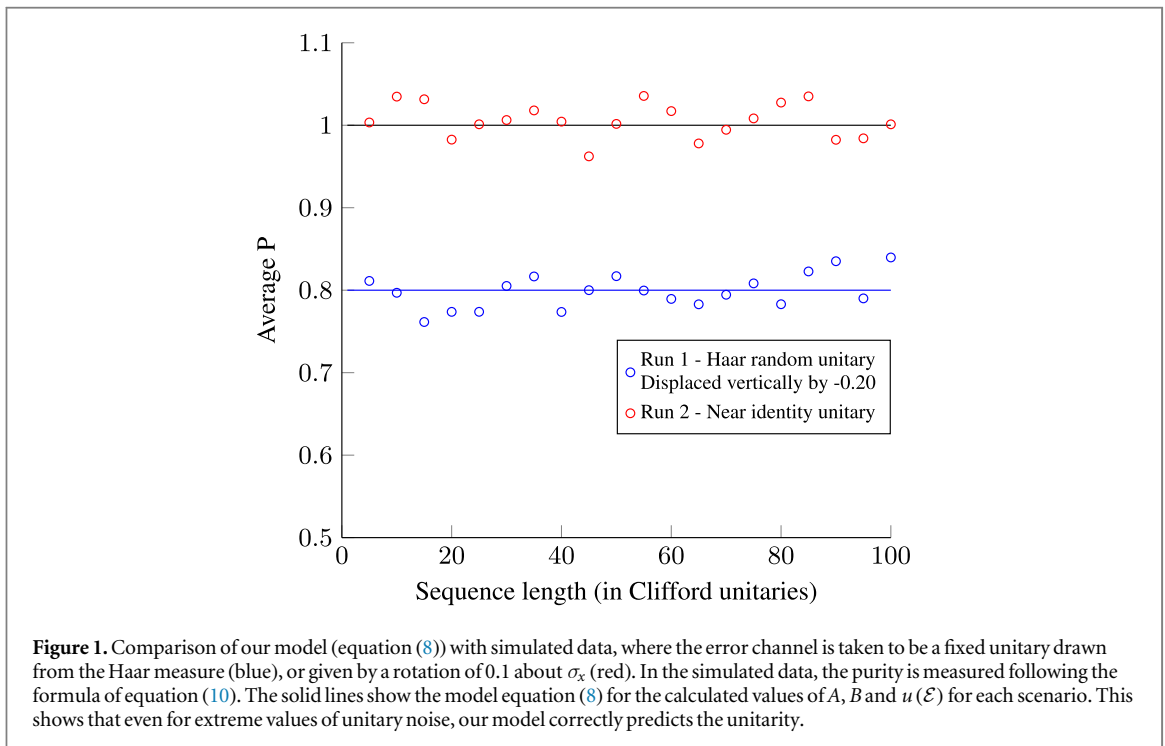 1.1
1
0.9
0.8
0.7
0.6
0.5
Average P
0 20 40 60 80 100
Sequence length (in Clifford unitaries)
Run 1 - Haar random unitary
Displaced vertically by -0.20
Run 2 - Near identity unitary
Figure 1. Comparison of our model (equation (8)) with simulated data, where the error channel is taken to be a fixed unitary drawn
from the Haar measure (blue), or given by a rotation of 0.1 about σₓ (red). In the simulated data, the purity is measured following the
formula of equation (10). The solid lines show the model equation (8) for the calculated values of A, B and u(ℰ) for each scenario. This
shows that even for extreme values of unitary noise, our model correctly predicts the unitarity.